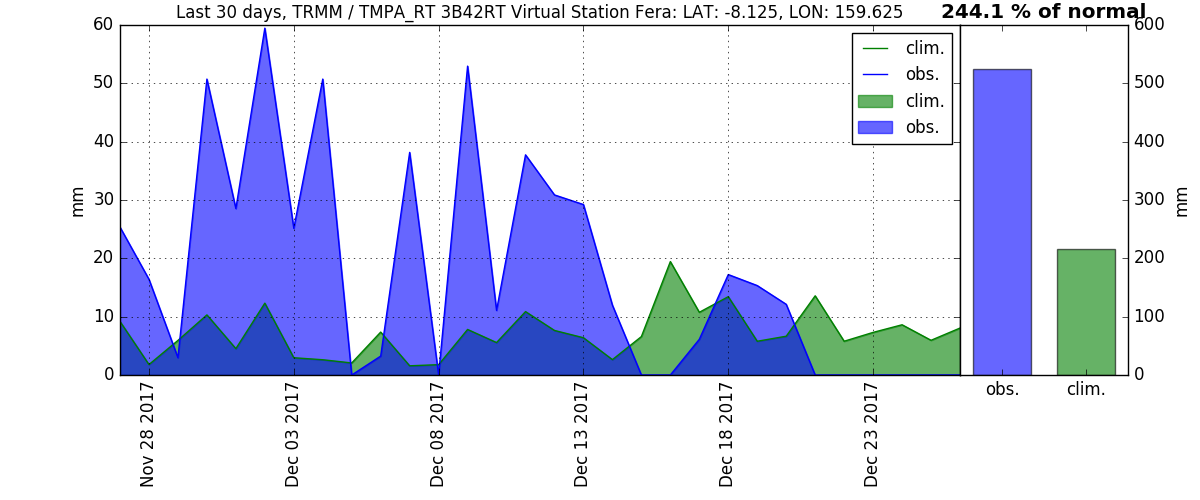 Last 30 days, TRMM / TMPA_RT 3B42RT Virtual Station Fera: LAT: -8.125, LON: 159.625
244.1 % of normal
60
50
40
30
20
10
0
mm
clim.
obs.
clim.
obs.
600
500
400
300
200
100
0
mm
obs.
clim.
Nov 28 2017
Dec 03 2017
Dec 08 2017
Dec 13 2017
Dec 18 2017
Dec 23 2017